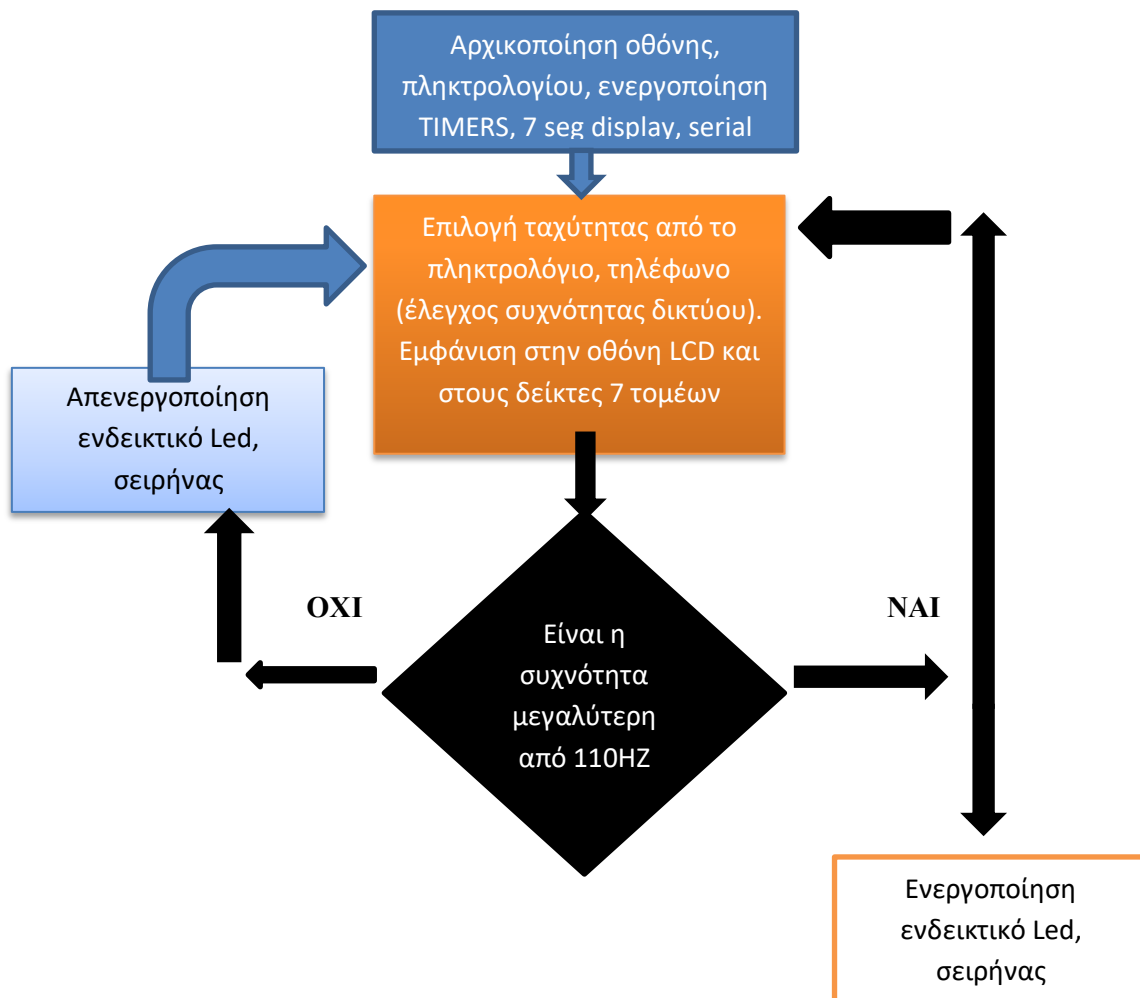 Αρχικοποίηση οθόνης,
πληκτρολογίου, ενεργοποίηση
TIMERS, 7 seg display, serial
Επιλογή ταχύτητας από το
πληκτρολόγιο, τηλέφωνο
(έλεγχος συχνότητας δικτύου).
Εμφάνιση στην οθόνη LCD και
στους δείκτες 7 τομέων
Απενεργοποίηση
ενδεικτικό Led,
σειρήνας
ΟΧΙ
ΝΑΙ
Είναι η
συχνότητα
μεγαλύτερη
από 110HZ
Ενεργοποίηση
ενδεικτικό Led,
σειρήνας